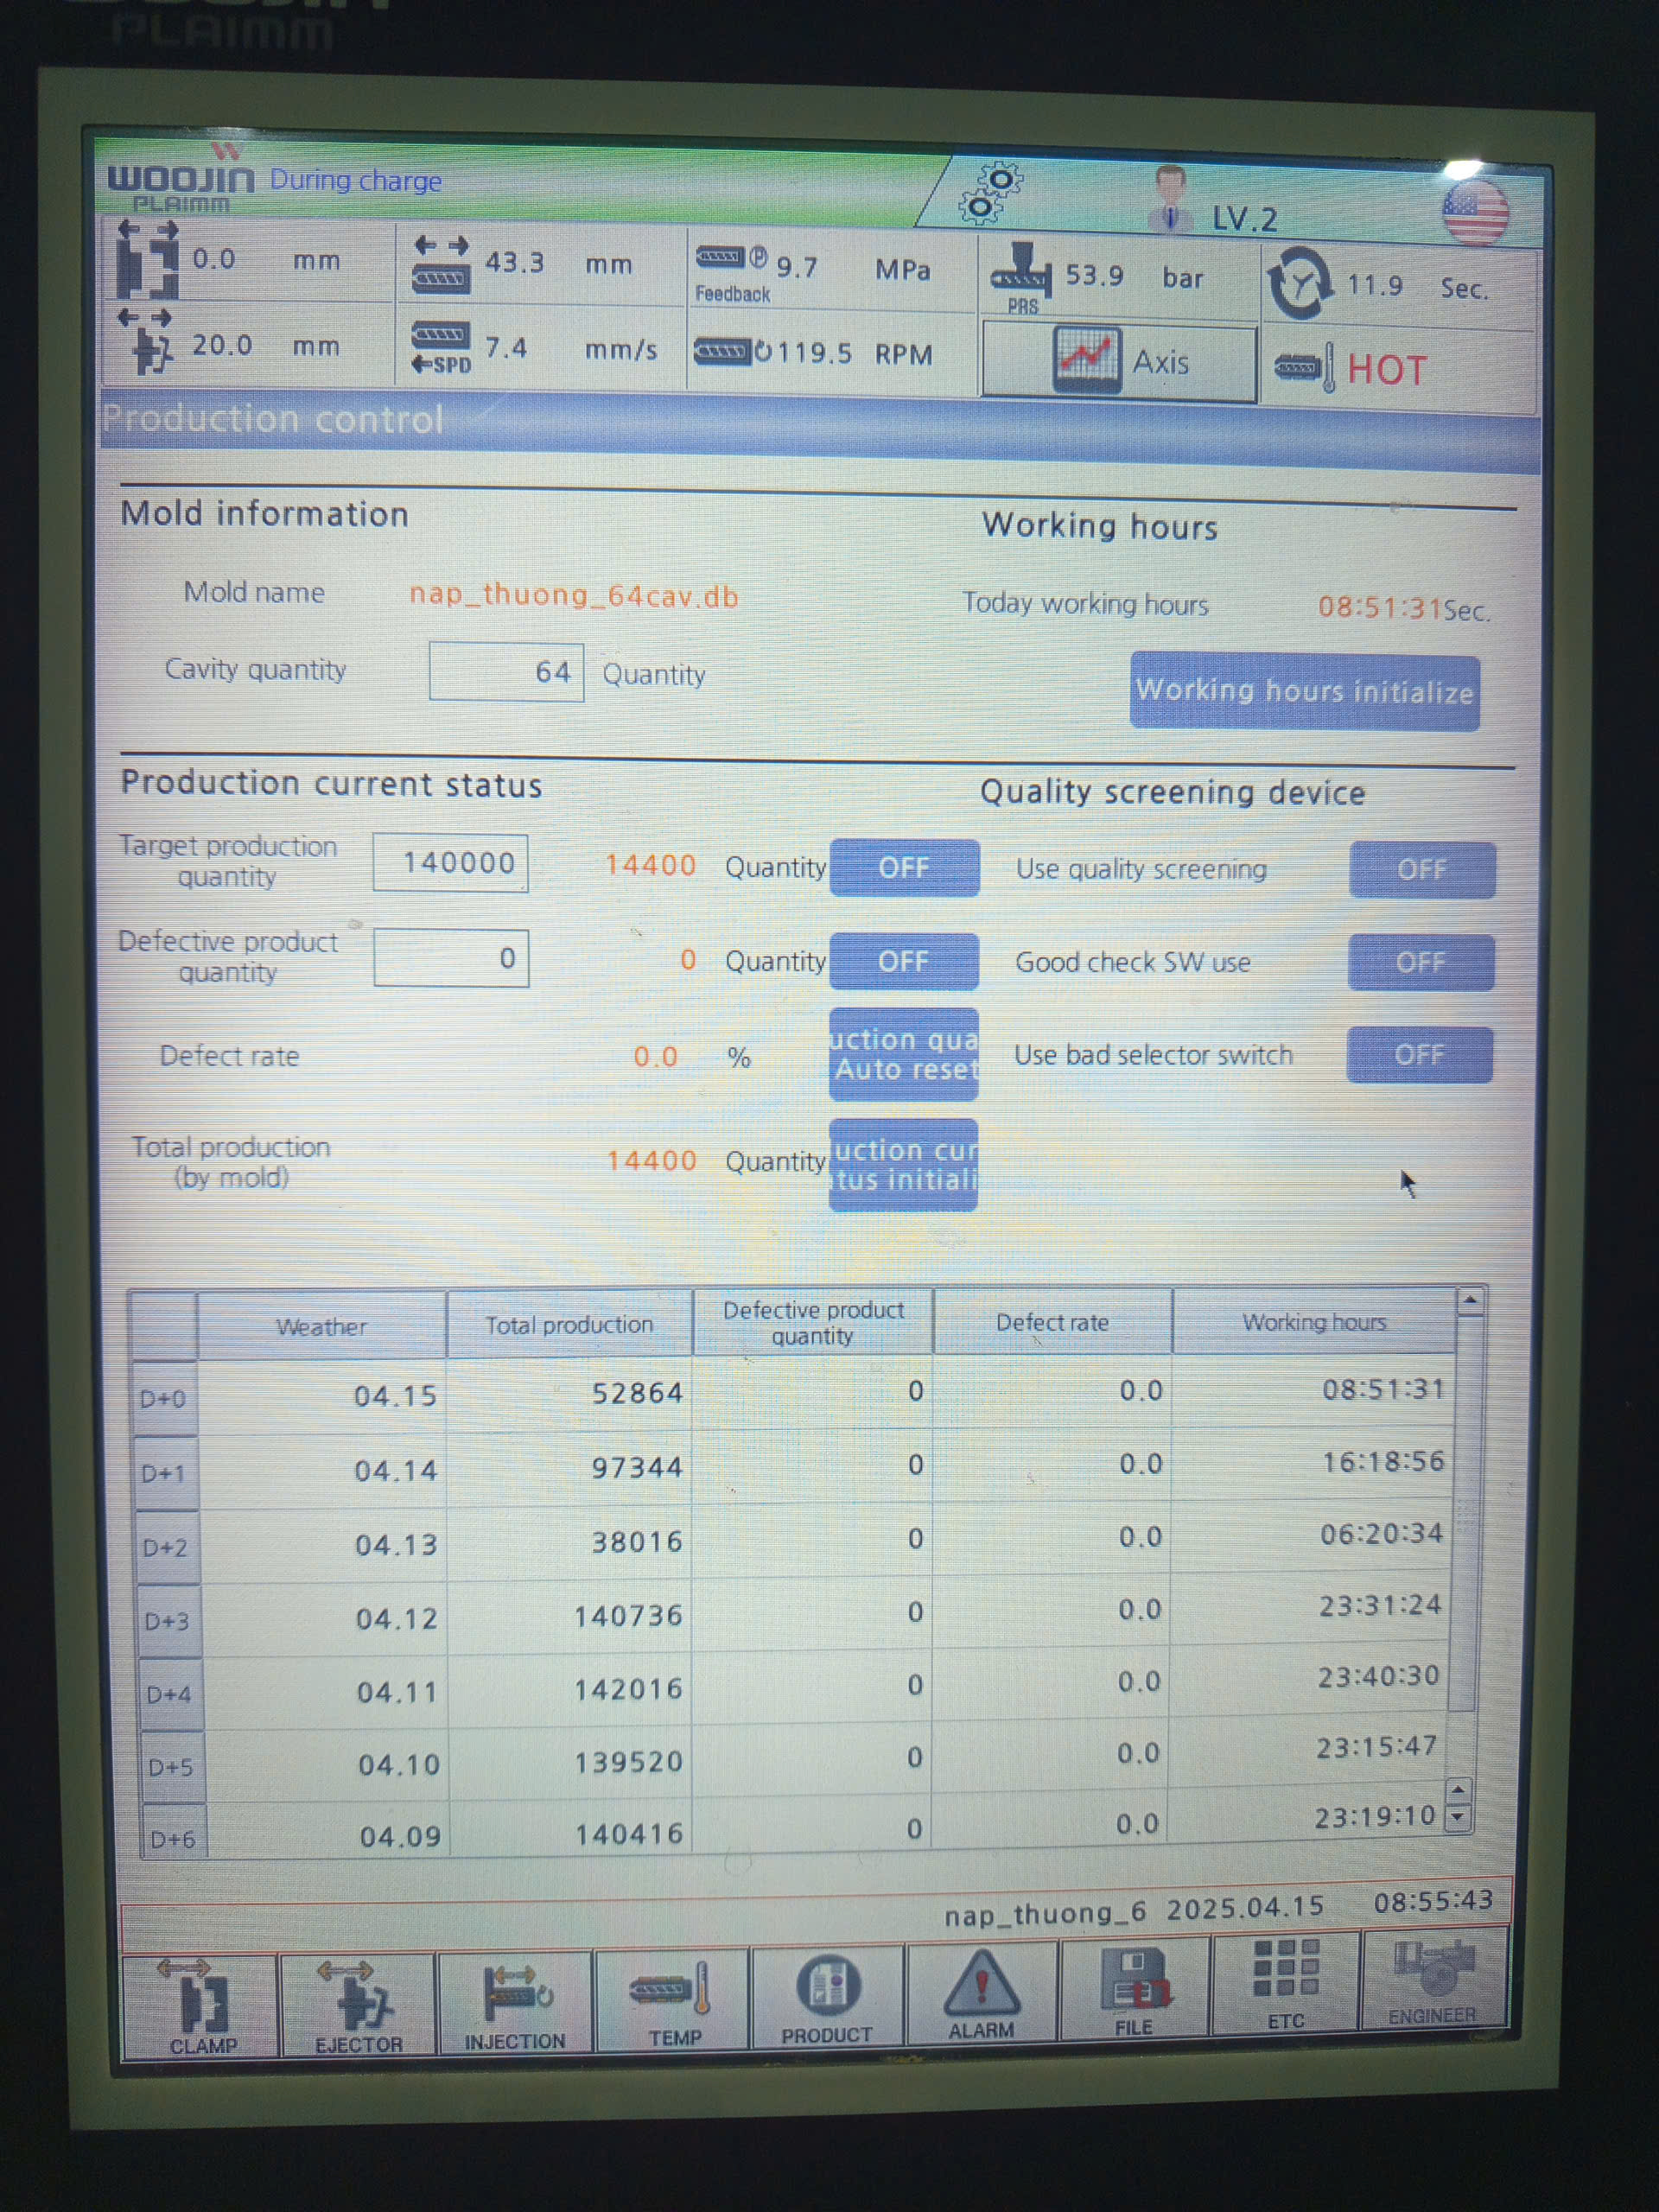 PLAIMM
WOOJIN During charge
PLAIMM
LV.2
0.0 mm
43.3 mm
9.7 MPa
Feedback
53.9 bar
PRS
11.9 Sec.
20.0 mm
SPD 7.4 mm/s
119.5 RPM
Axis
HOT
Production control
Mold information
Working hours
Mold name nap_thuong_64cav.db
Today working hours 08:51:31 Sec.
Cavity quantity 64 Quantity
Working hours initialize
Production current status
Quality screening device
Target production quantity 140000 14400 Quantity OFF
Use quality screening OFF
Defective product quantity 0 0 Quantity OFF
Good check SW use OFF
Defect rate 0.0 %
uction qua
Auto reset
Use bad selector switch OFF
Total production (by mold) 14400 Quantity
uction cur
tus initiali
Weather Total production Defective product quantity Defect rate Working hours
D+0 04.15 52864 0 0.0 08:51:31
D+1 04.14 97344 0 0.0 16:18:56
D+2 04.13 38016 0 0.0 06:20:34
D+3 04.12 140736 0 0.0 23:31:24
D+4 04.11 142016 0 0.0 23:40:30
D+5 04.10 139520 0 0.0 23:15:47
D+6 04.09 140416 0 0.0 23:19:10
nap_thuong_6 2025.04.15 08:55:43
CLAMP EJECTOR INJECTION TEMP PRODUCT ALARM FILE ETC ENGINEER